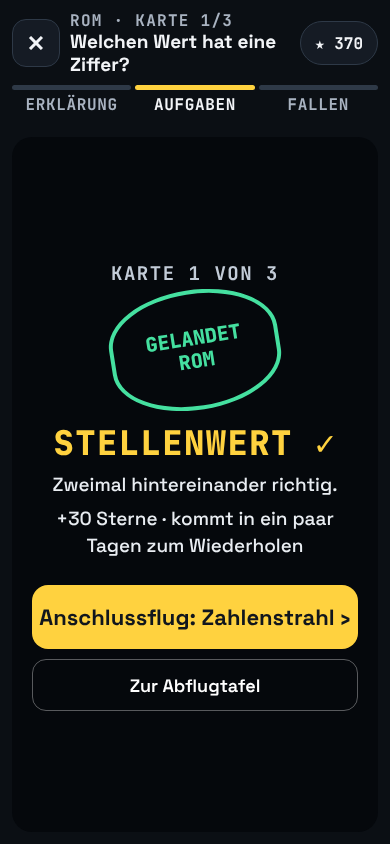 ✕
ROM · KARTE 1/3
Welchen Wert hat eine
Ziffer?
★ 370
ERKLÄRUNG
AUFGABEN
FALLEN
KARTE 1 VON 3
GELANDET
ROM
STELLENWERT ✓
Zweimal hintereinander richtig.
+30 Sterne · kommt in ein paar
Tagen zum Wiederholen
Anschlussflug: Zahlenstrahl ›
Zur Abflugtafel